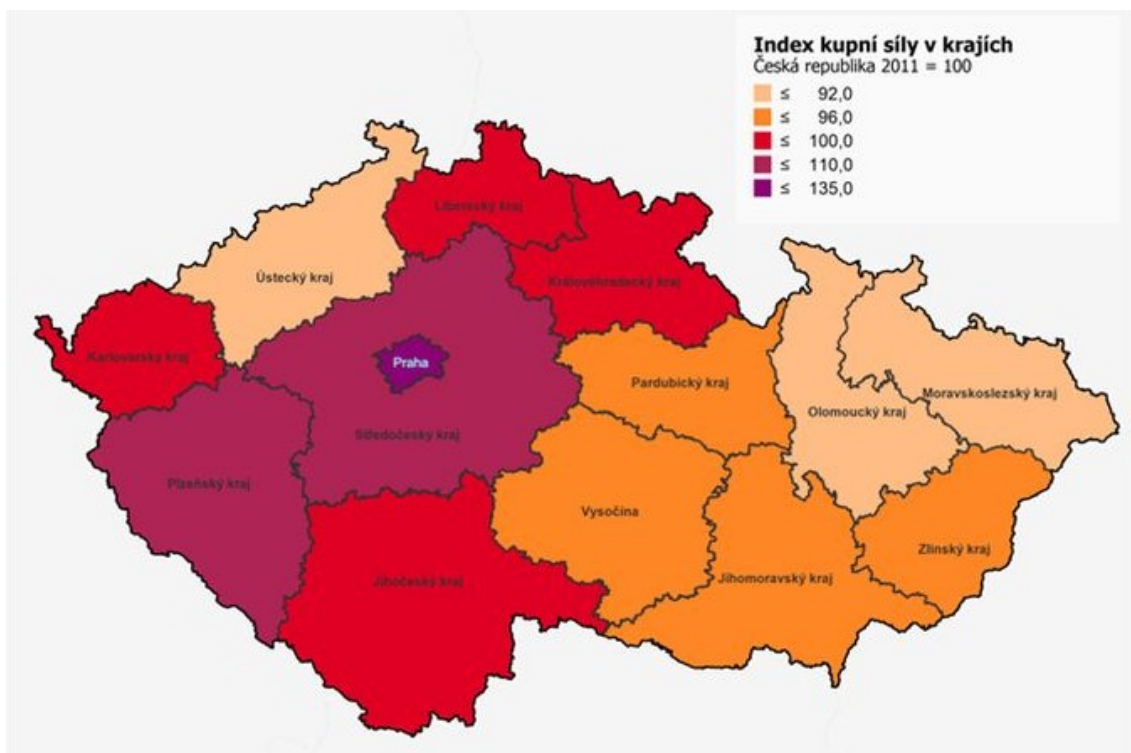 Index kupní síly v krajích
Česká republika 2011 = 100
≤ 92,0
≤ 96,0
≤ 100,0
≤ 110,0
≤ 135,0
Liberecký kraj
Ústecký kraj
Královéhradecký kraj
Karlovarský kraj
Praha
Pardubický kraj
Moravskoslezský kraj
Olomoucký kraj
Středočeský kraj
Plzeňský kraj
Vysočina
Zlínský kraj
Jihočeský kraj
Jihomoravský kraj